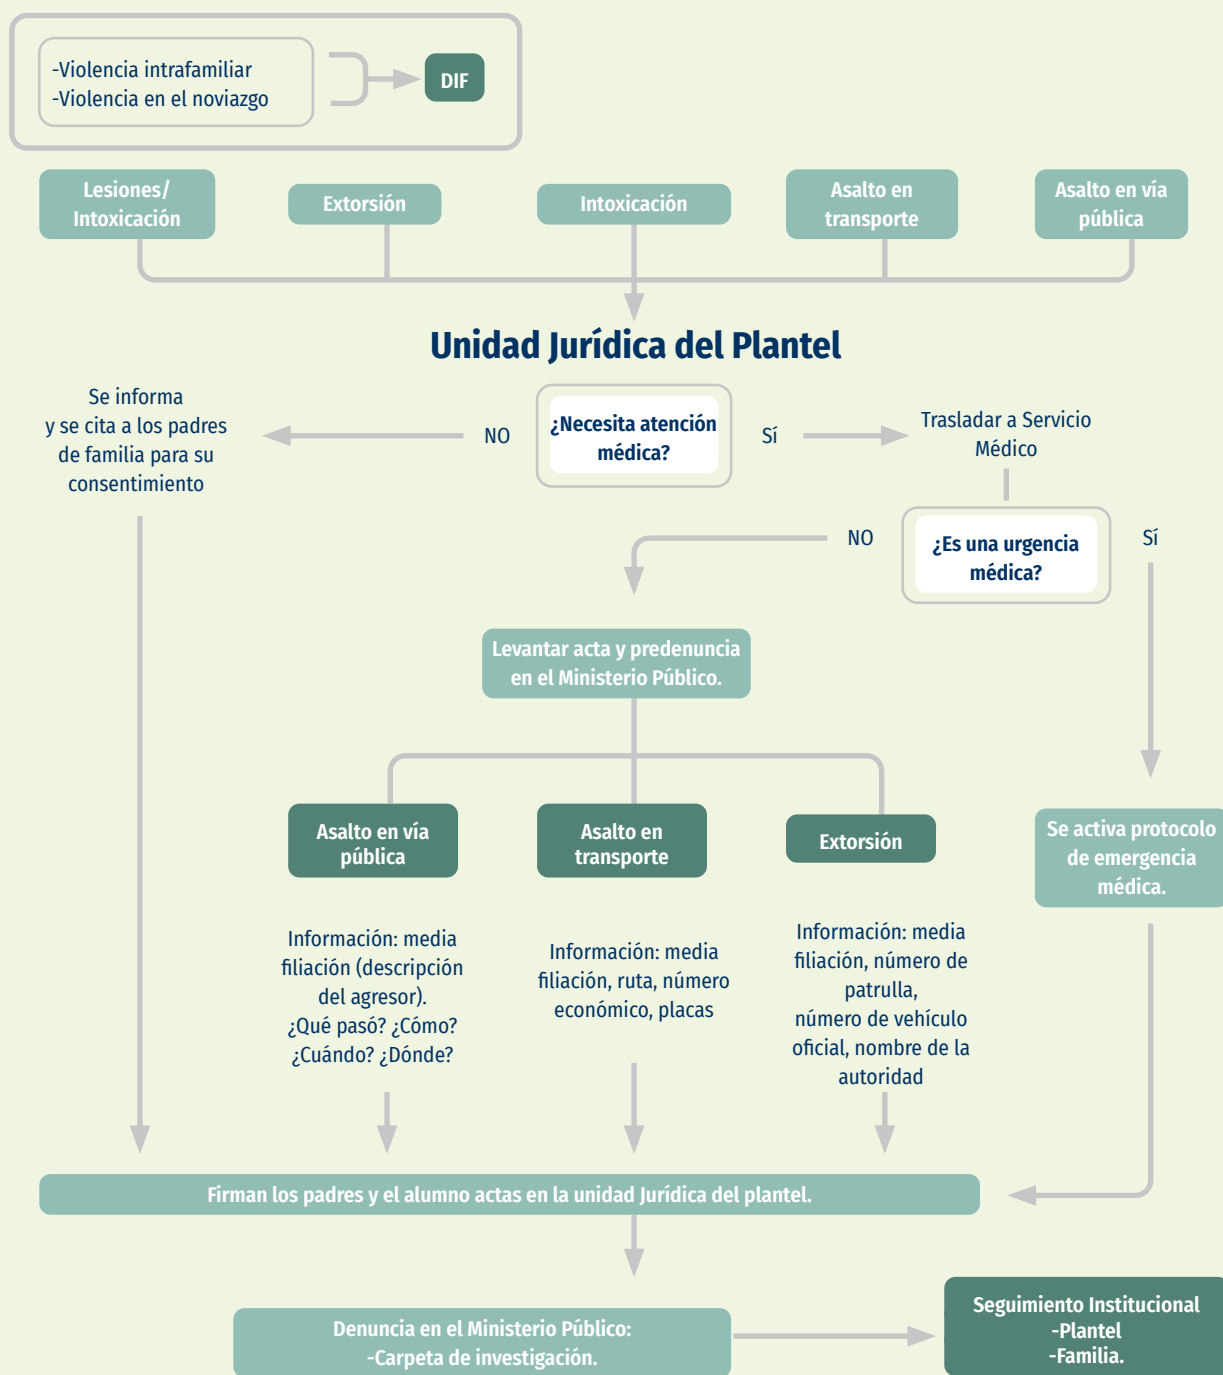 -Violencia intrafamiliar
-Violencia en el noviazgo
DIF
Lesiones/
Intoxicación
Extorsión
Intoxicación
Asalto en
transporte
Asalto en vía
pública
Unidad Jurídica del Plantel
Se informa
y se cita a los padres
de familia para su
consentimiento
NO
¿Necesita atención
médica?
Sí
Trasladar a Servicio
Médico
NO
¿Es una urgencia
médica?
Sí
Levantar acta y predenuncia
en el Ministerio Público.
Asalto en vía
pública
Asalto en
transporte
Extorsión
Se activa protocolo
de emergencia
médica.
Información: media
filiación (descripción
del agresor).
¿Qué pasó? ¿Cómo?
¿Cuándo? ¿Dónde?
Información: media
filiación, ruta, número
económico, placas
Información: media
filiación, número de
patrulla,
número de vehículo
oficial, nombre de la
autoridad
Firman los padres y el alumno actas en la unidad Jurídica del plantel.
Denuncia en el Ministerio Público:
-Carpeta de investigación.
Seguimiento Institucional
-Plantel
-Familia.